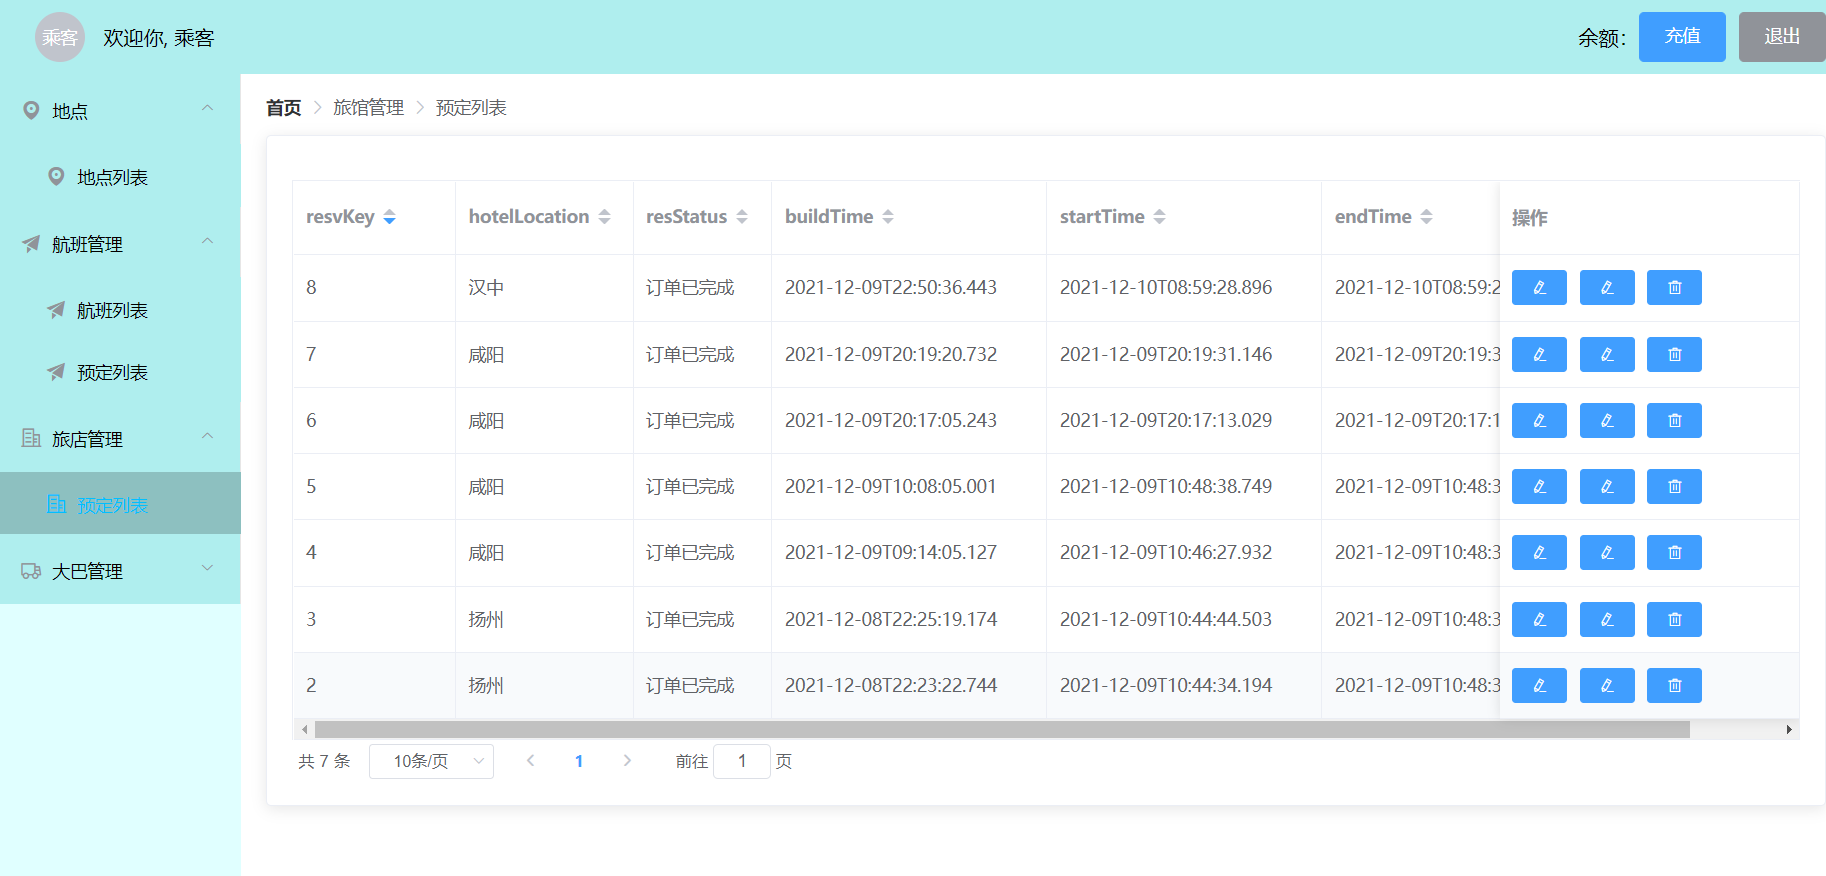 乘客 欢迎你, 乘客 余额: 充值 退出
地点
地点列表
航班管理
航班列表
预定列表
旅店管理
预定列表
大巴管理
首页 旅馆管理 预定列表
resvKey hotelLocation resStatus buildTime startTime endTime 操作
8 汉中 订单已完成 2021-12-09T22:50:36.443 2021-12-10T08:59:28.896 2021-12-10T08:59:2
7 咸阳 订单已完成 2021-12-09T20:19:20.732 2021-12-09T20:19:31.146 2021-12-09T20:19:3
6 咸阳 订单已完成 2021-12-09T20:17:05.243 2021-12-09T20:17:13.029 2021-12-09T20:17:1
5 咸阳 订单已完成 2021-12-09T10:08:05.001 2021-12-09T10:48:38.749 2021-12-09T10:48:3
4 咸阳 订单已完成 2021-12-09T09:14:05.127 2021-12-09T10:46:27.932 2021-12-09T10:48:3
3 扬州 订单已完成 2021-12-08T22:25:19.174 2021-12-09T10:44:44.503 2021-12-09T10:48:3
2 扬州 订单已完成 2021-12-08T22:23:22.744 2021-12-09T10:44:34.194 2021-12-09T10:48:3
共 7 条 10条/页 1 前往 1 页